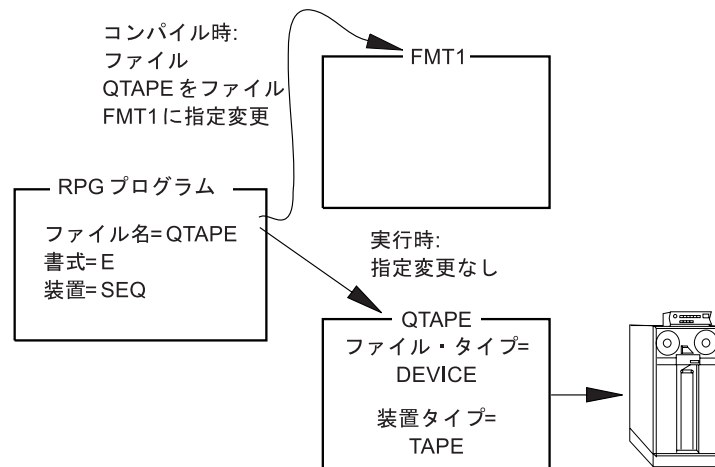 コンパイル時:
ファイル
QTAPEをファイル
FMT1に指定変更
FMT1
RPGプログラム
ファイル名=QTAPE
書式=E
装置=SEQ
実行時:
指定変更なし
QTAPE
ファイル・タイプ=
DEVICE
装置タイプ=
TAPE